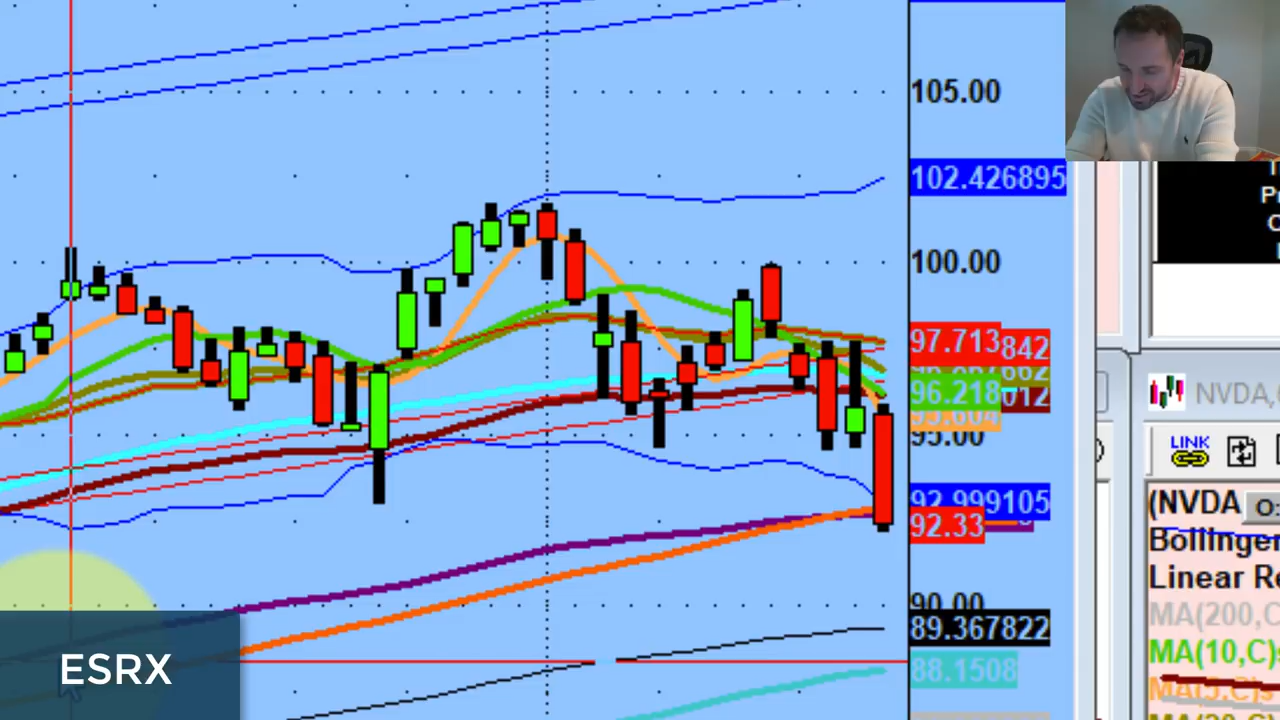 105.00
102.426895
100.00
97.713
842
96.218
012
95.00
92.999105
92.33
90.00
89.367822
88.1508
ESRX
NVDA,
LINK
(NVDA
O:
Bollinger
Linear Re
MA(200,C
MA(10,C)